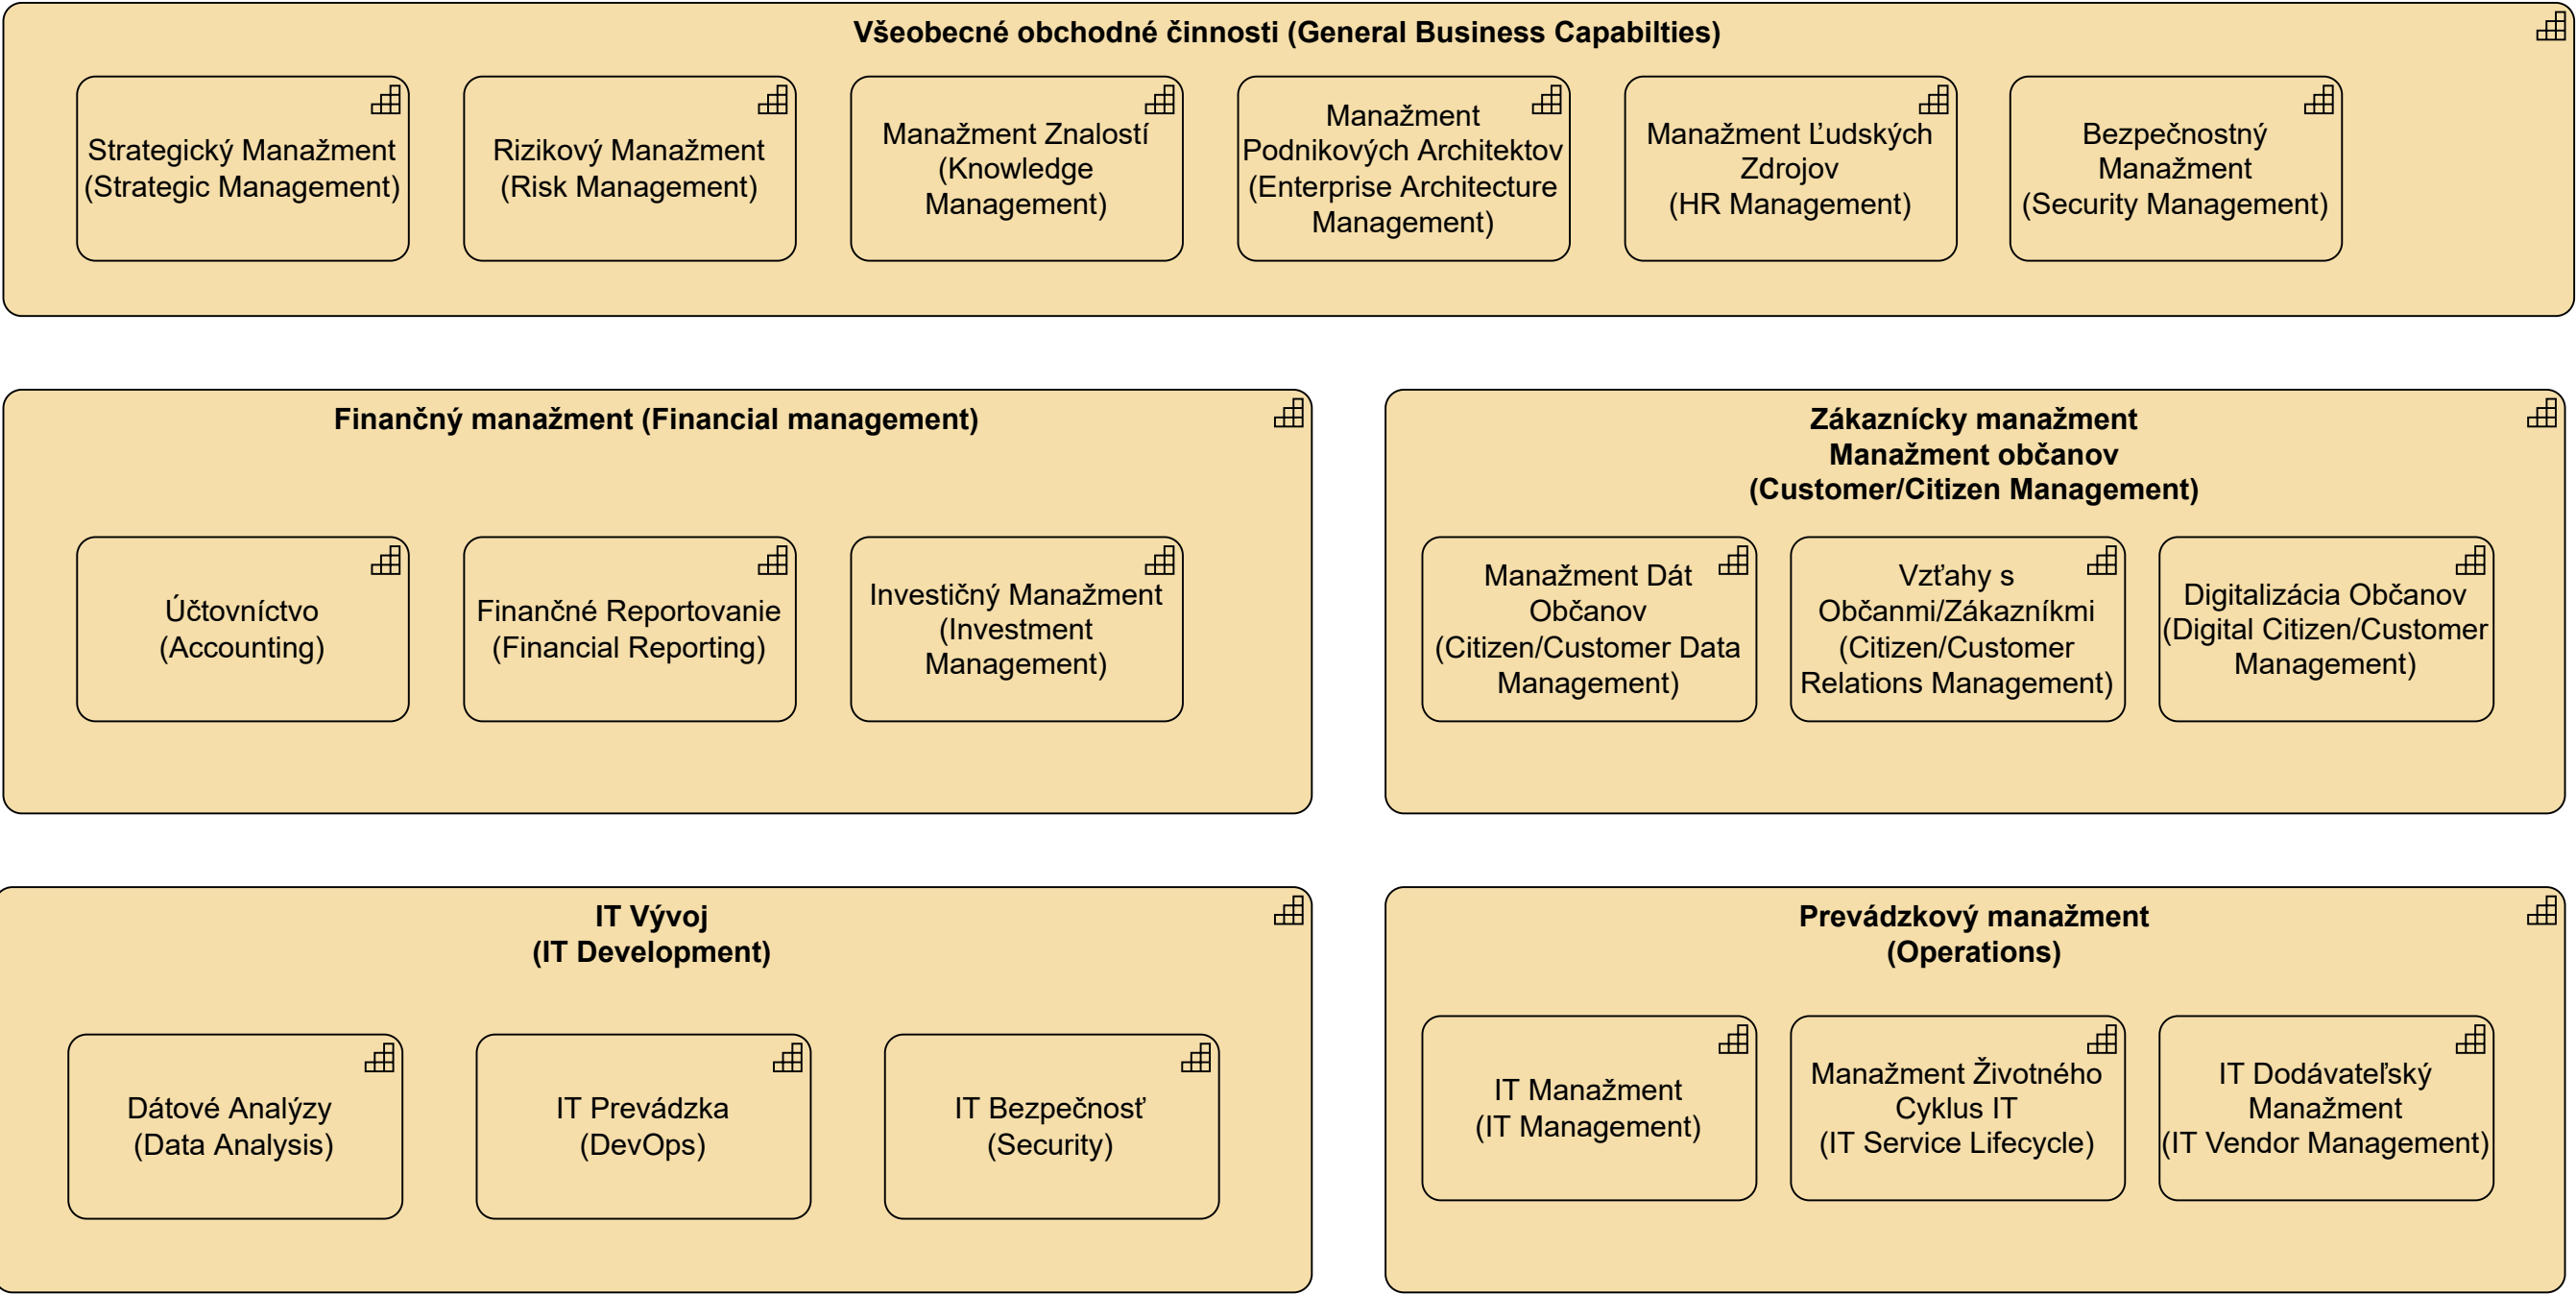 Všeobecné obchodné činnosti (General Business Capabilties)
Strategický Manažment
(Strategic Management)
Rizikový Manažment
(Risk Management)
Manažment Znalostí
(Knowledge
Management)
Manažment
Podnikových Architektov
(Enterprise Architecture
Management)
Manažment Ľudských
Zdrojov
(HR Management)
Bezpečnostný
Manažment
(Security Management)
Finančný manažment (Financial management)
Účtovníctvo
(Accounting)
Finančné Reportovanie
(Financial Reporting)
Investičný Manažment
(Investment
Management)
Zákaznícky manažment
Manažment občanov
(Customer/Citizen Management)
Manažment Dát
Občanov
(Citizen/Customer Data
Management)
Vzťahy s
Občanmi/Zákazníkmi
(Citizen/Customer
Relations Management)
Digitalizácia Občanov
(Digital Citizen/Customer
Management)
IT Vývoj
(IT Development)
Dátové Analýzy
(Data Analysis)
IT Prevádzka
(DevOps)
IT Bezpečnosť
(Security)
Prevádzkový manažment
(Operations)
IT Manažment
(IT Management)
Manažment Životného
Cyklus IT
(IT Service Lifecycle)
IT Dodávateľský
Manažment
(IT Vendor Management)